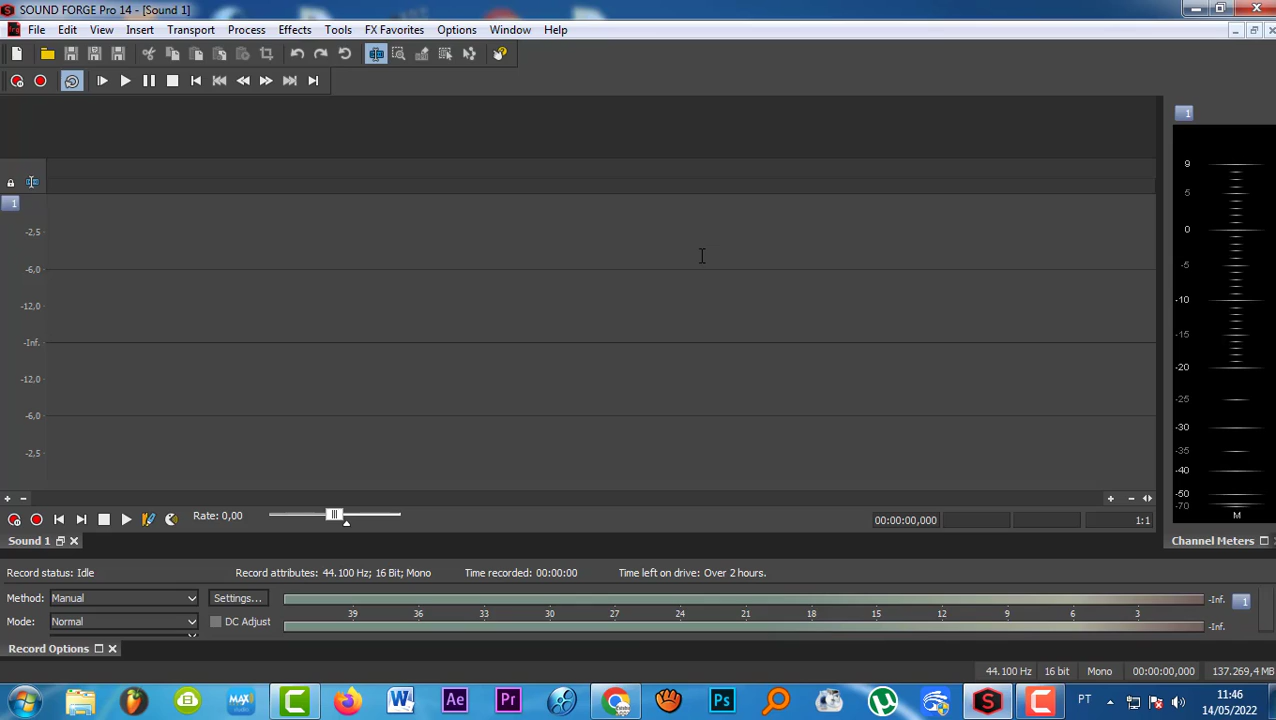 SOUND FORGE Pro 14 - [Sound 1]
File Edit View Insert Transport Process Effects Tools FX Favorites Options Window Help
1
1
-2.5
-6.0
-12.0
-Inf.
-12.0
-6.0
-2.5
9
5
0
-5
-10
-15
-20
-25
-30
-35
-40
-50
-70
M
Rate: 0,00
00:00:00,000
1:1
Sound 1
Channel Meters
Record status: Idle
Record attributes: 44.100 Hz; 16 Bit; Mono
Time recorded: 00:00:00
Time left on drive: Over 2 hours.
Method: Manual
Settings...
-Inf.
1
39 36 33 30 27 24 21 18 15 12 9 6 3
Mode: Normal
DC Adjust
-Inf.
Record Options
44.100 Hz 16 bit Mono 00:00:00,000 137.269,4 MB
MAX
W
Ae
Pr
Ps
PT
11:46
14/05/2022